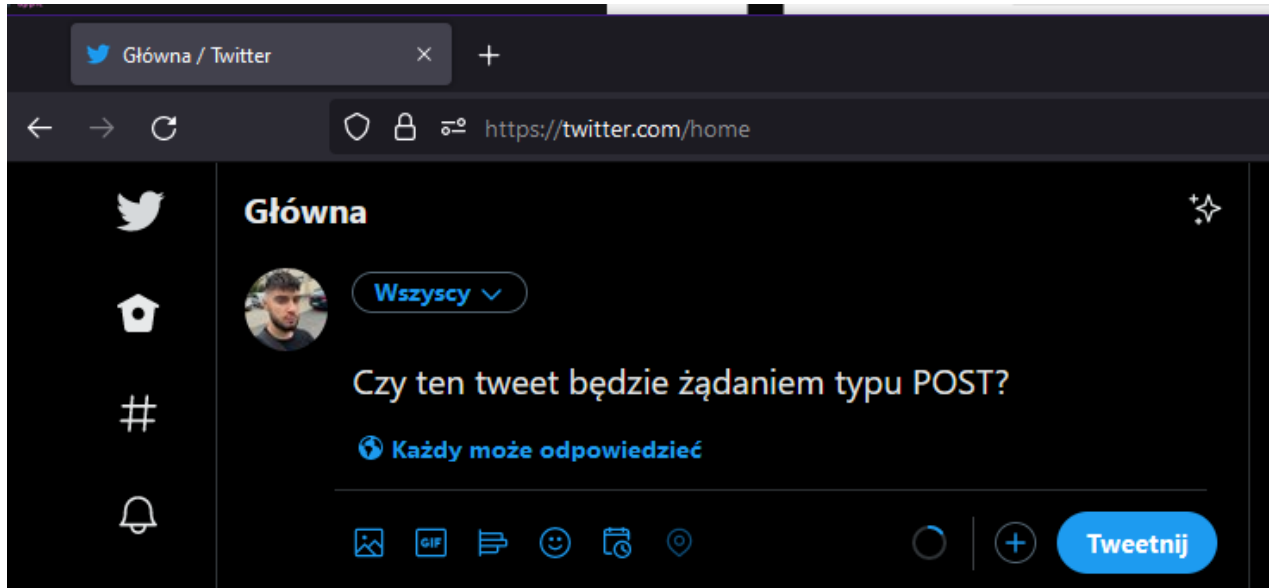 Główna / Twitter
https://twitter.com/home
Główna
Wszyscy
Czy ten tweet będzie żądaniem typu POST?
Każdy może odpowiedzieć
GIF
Tweetnij